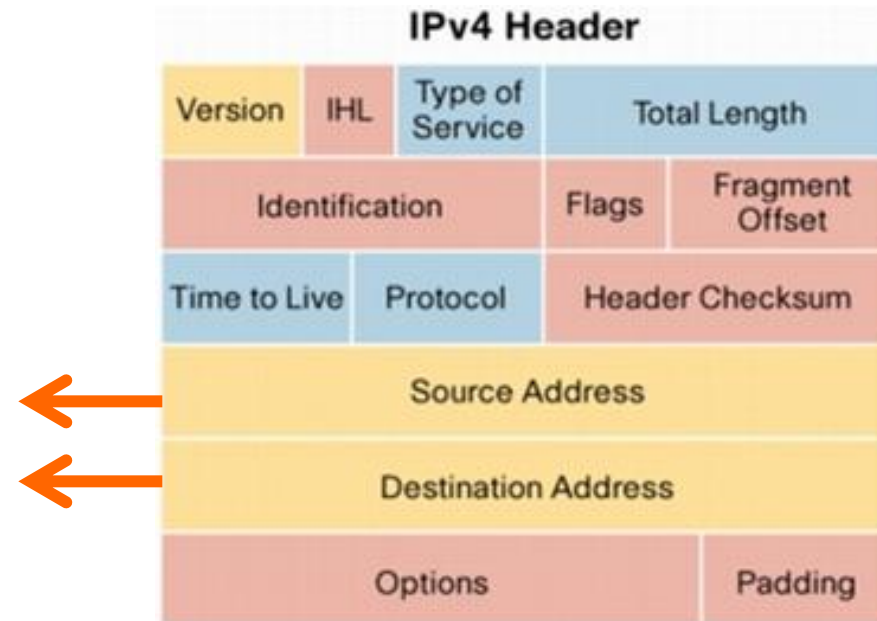 IPv4 Header
Version IHL Type of Service Total Length
Identification Flags Fragment Offset
Time to Live Protocol Header Checksum
Source Address
Destination Address
Options Padding